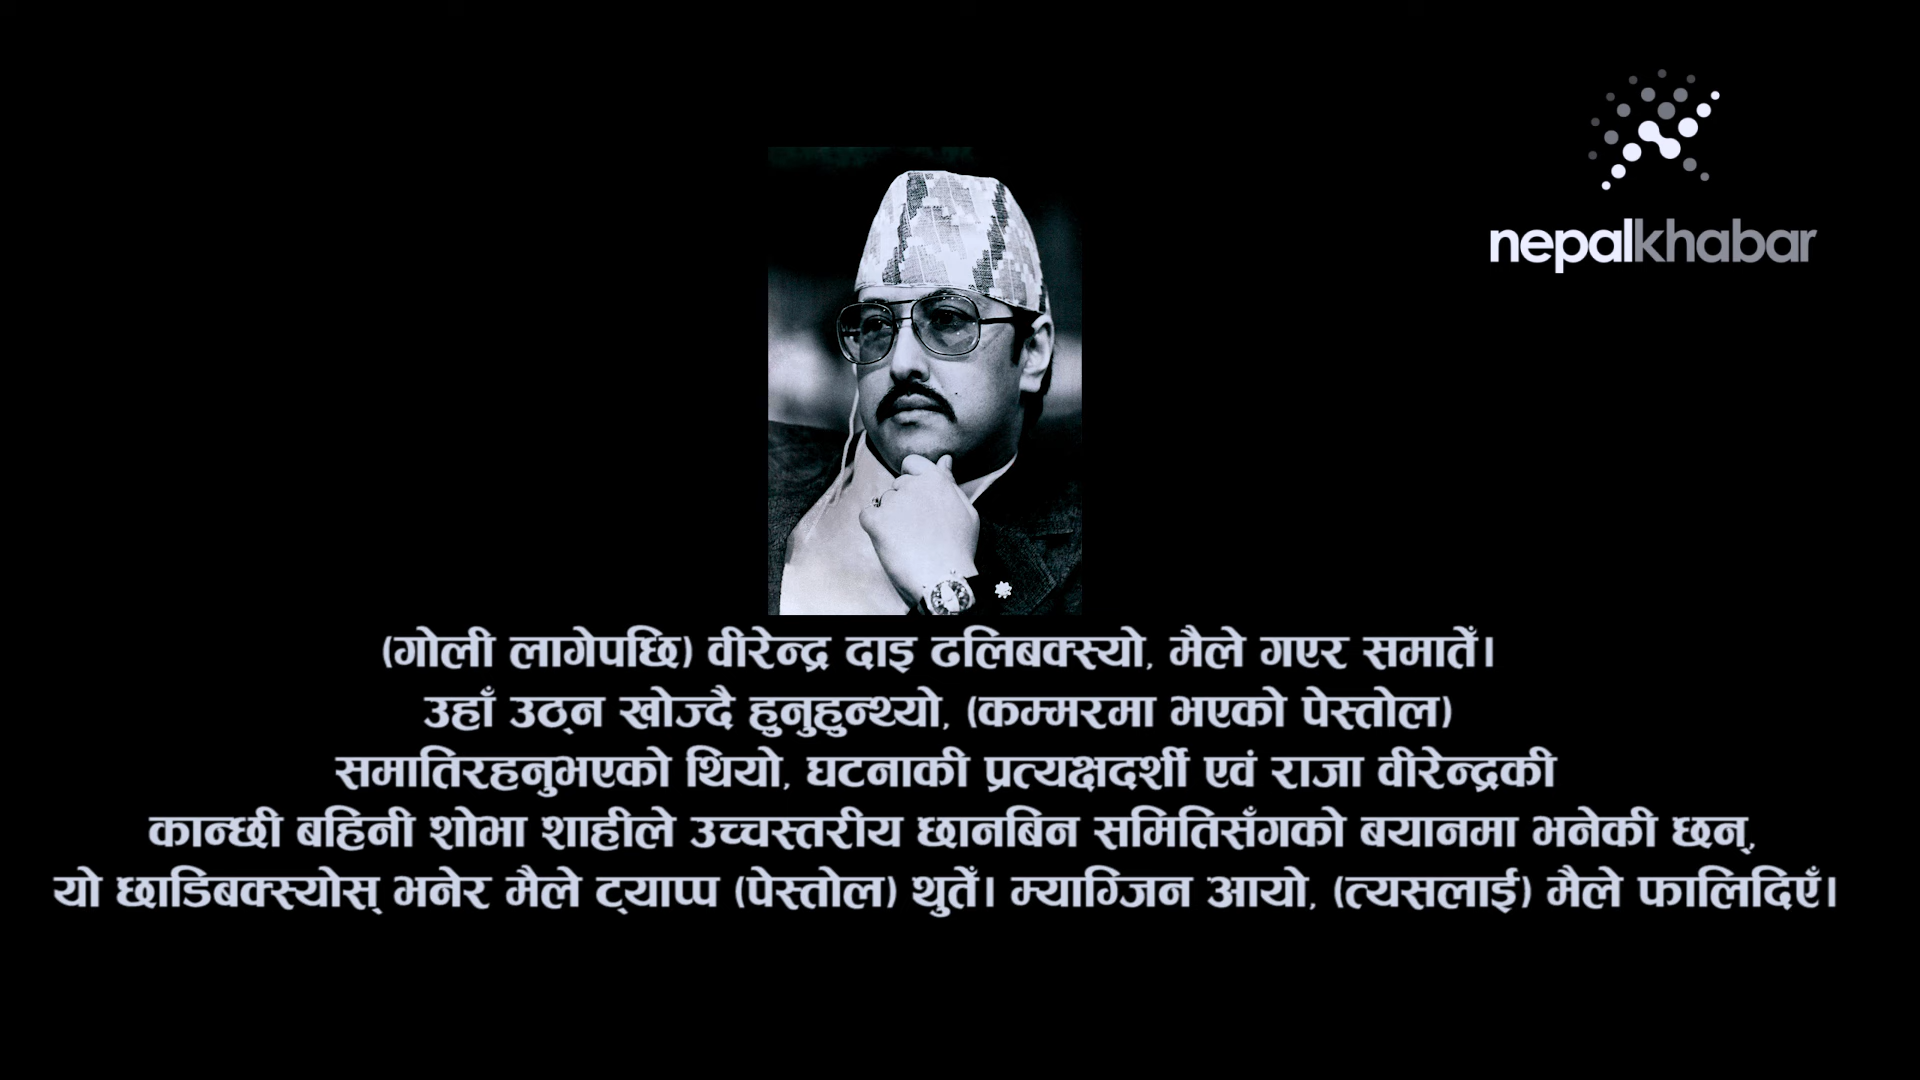 nepalkhabar
(गोली लागेपछि) वीरेन्द्र दाइ ढलिबक्स्यो, मैले गएर समातेँ।
उहाँ उठ्न खोज्दै हुनुहुन्थ्यो, (कम्मरमा भएको पेस्तोल)
समातिरहनुभएको थियो, घटनाकी प्रत्यक्षदर्शी एवं राजा वीरेन्द्रकी
कान्छी बहिनी शोभा शाहीले उच्चस्तरीय छानबिन समितिसँगको बयानमा भनेकी छन्,
यो छाडिबक्स्योस् भनेर मैले ट्याप्प (पेस्तोल) थुतेँ। म्याग्जिन आयो, (त्यसलाई) मैले फालिदिएँ।